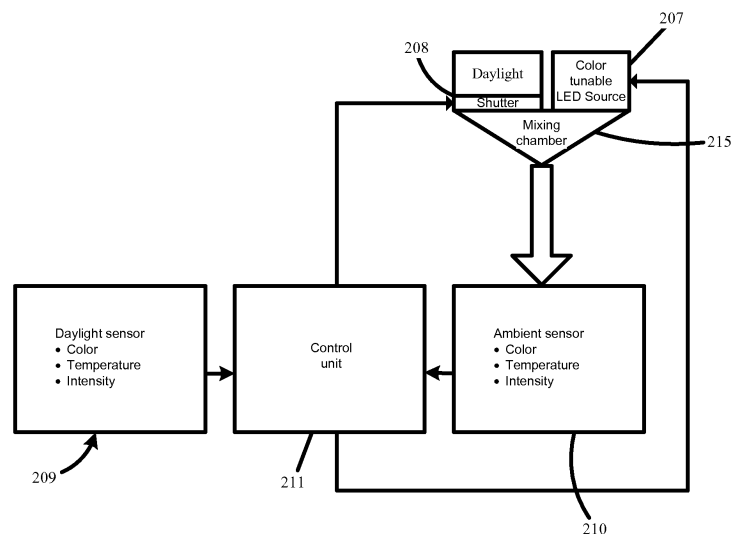 207
208
Daylight
Color
tunable
LED Source
Shutter
Mixing
chamber
215
Daylight sensor
• Color
• Temperature
• Intensity
Control
unit
Ambient sensor
• Color
• Temperature
• Intensity
209
211
210